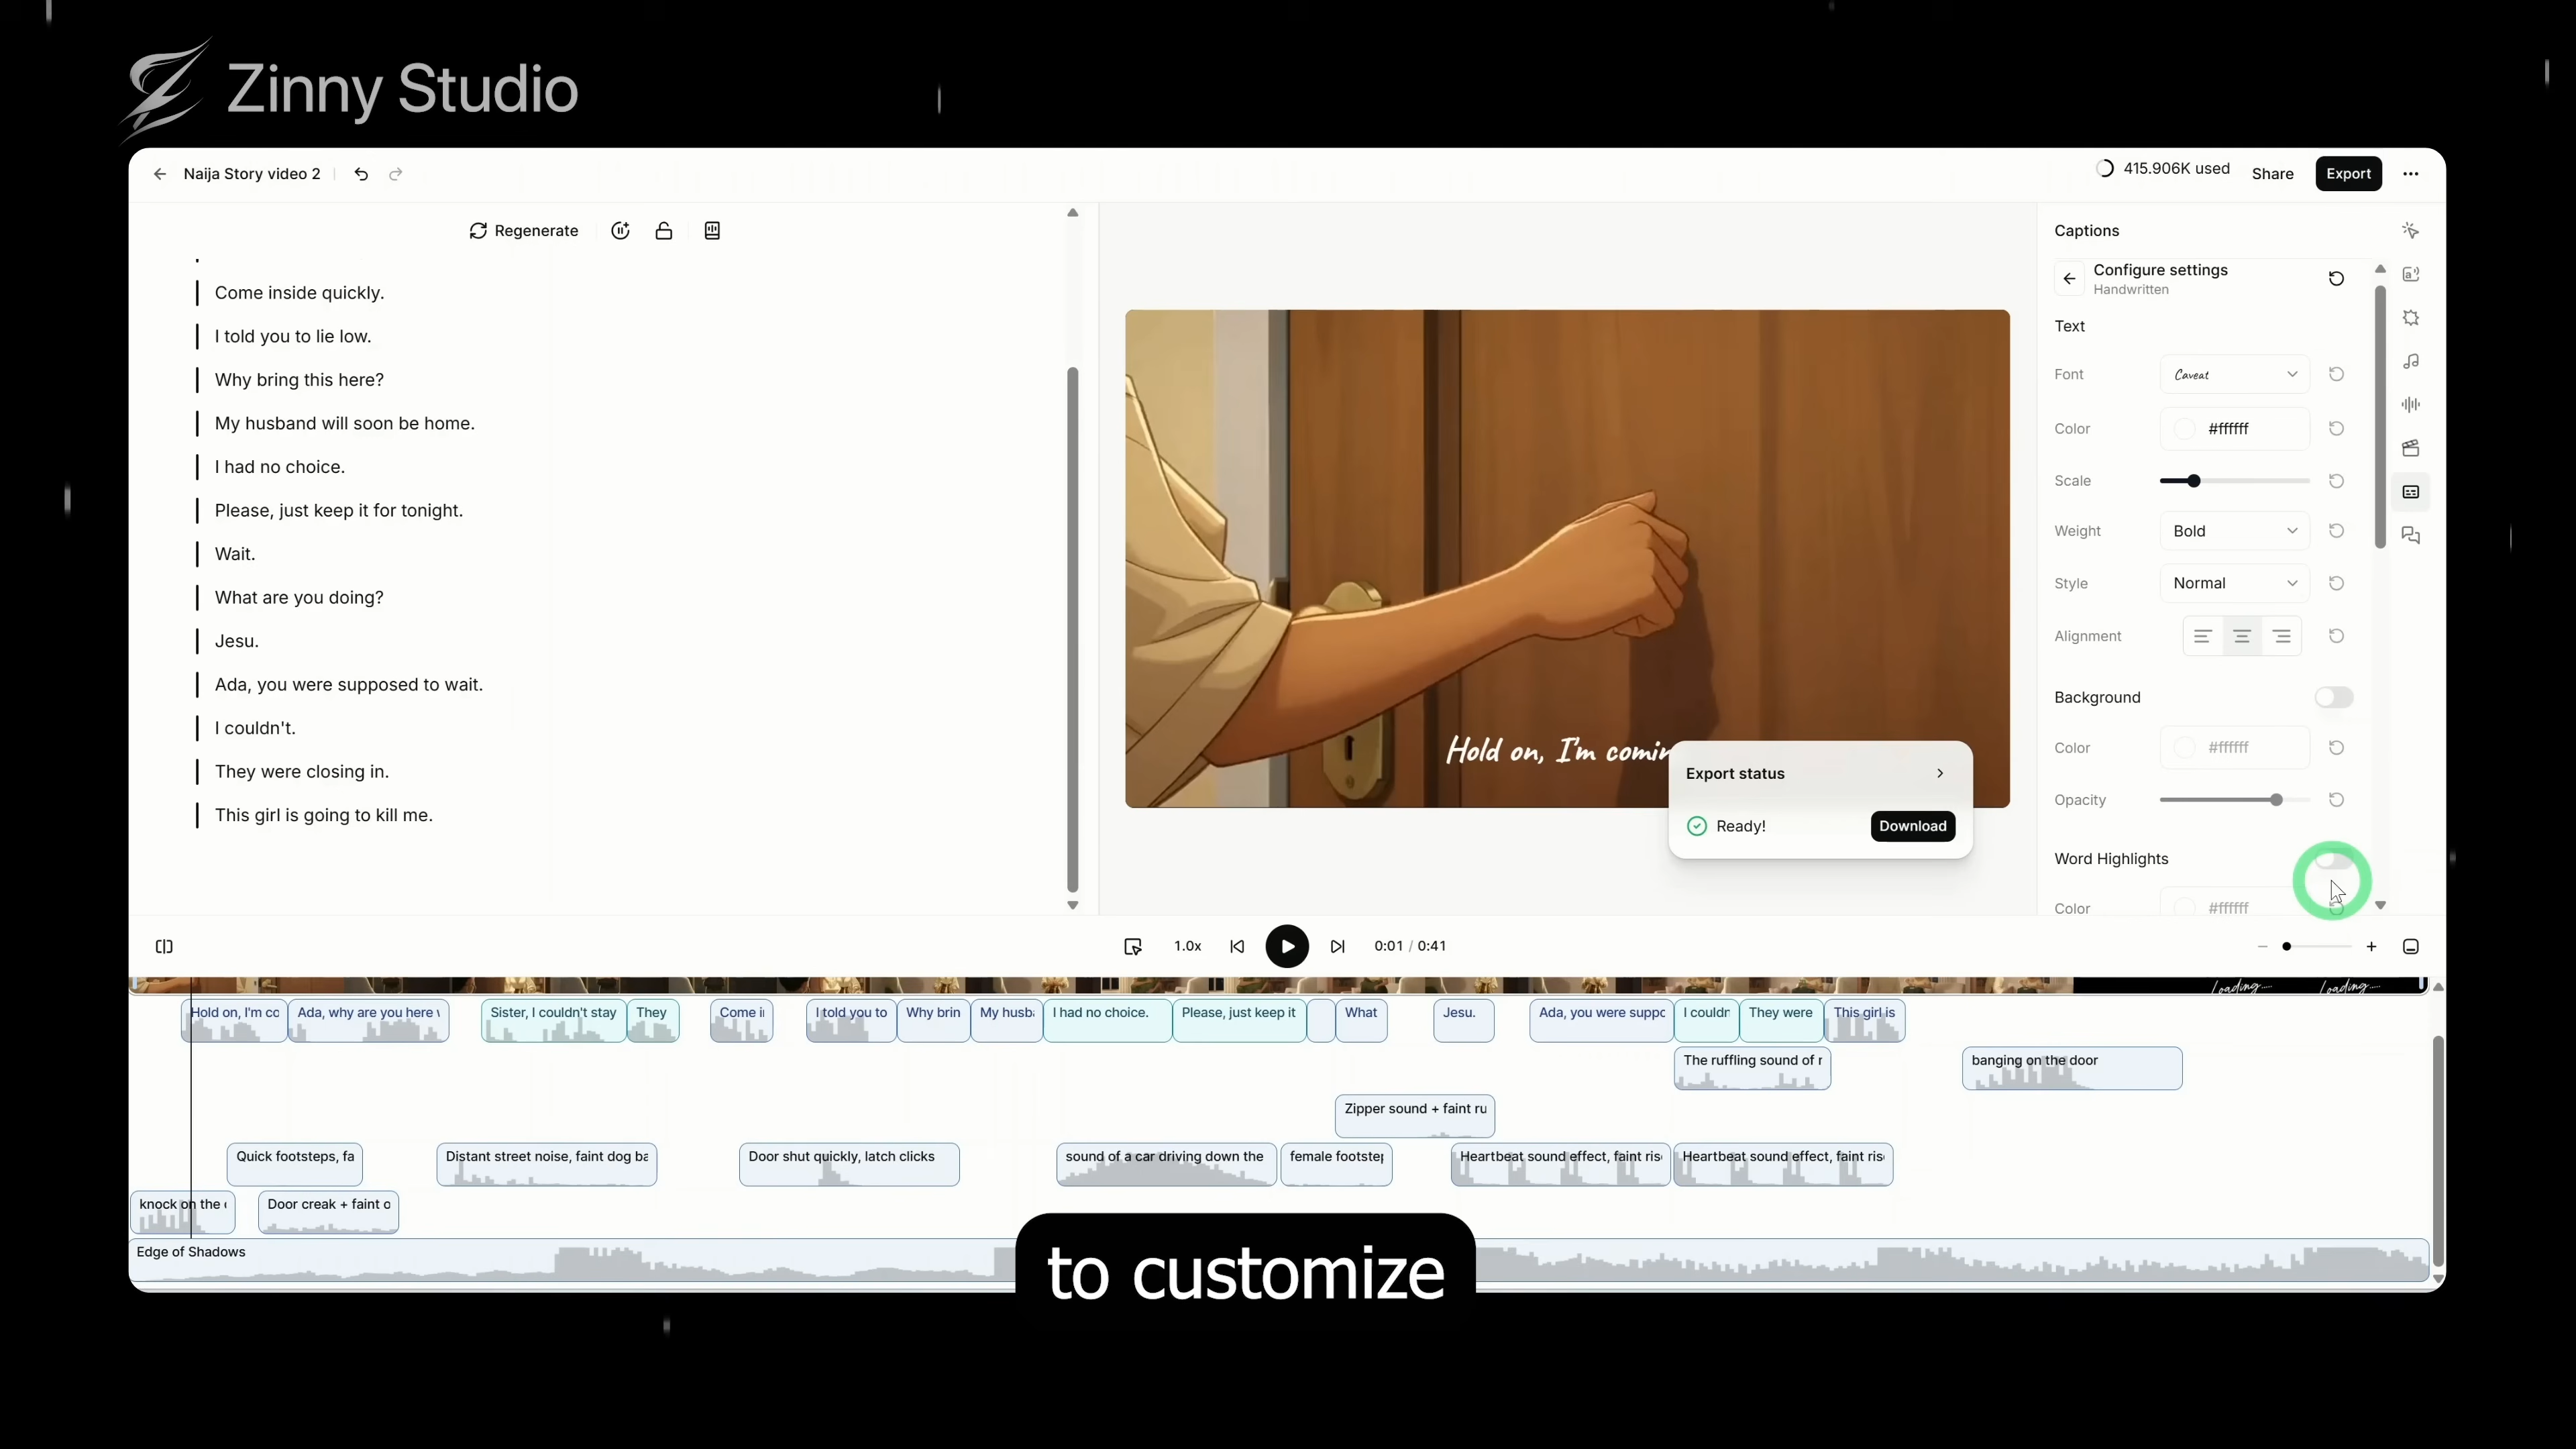 Zinny Studio
Naija Story video 2
415.906K used
Share
Export
Regenerate
Come inside quickly.
I told you to lie low.
Why bring this here?
My husband will soon be home.
I had no choice.
Please, just keep it for tonight.
Wait.
What are you doing?
Jesu.
Ada, you were supposed to wait.
I couldn't.
They were closing in.
This girl is going to kill me.
Hold on, I'm comin
Export status
Ready!
Download
Captions
Configure settings
Handwritten
Text
Font
Caveat
Color
#ffffff
Scale
Weight
Bold
Style
Normal
Alignment
Background
Color
#ffffff
Opacity
Word Highlights
Color
#ffffff
1.0x
0:01 / 0:41
Loading.....
Loading.....
Hold on, I'm co
Ada, why are you here
Sister, I couldn't stay
They
Come i
I told you to
Why brin
My husb
I had no choice.
Please, just keep it
What
Jesu.
Ada, you were suppo
I couldr
They were
This girl is
The ruffling sound of r
banging on the door
Zipper sound + faint ru
Quick footsteps, fa
Distant street noise, faint dog ba
Door shut quickly, latch clicks
sound of a car driving down the
female footstep
Heartbeat sound effect, faint ris
Heartbeat sound effect, faint ris
knock on the
Door creak + faint o
Edge of Shadows
to customize